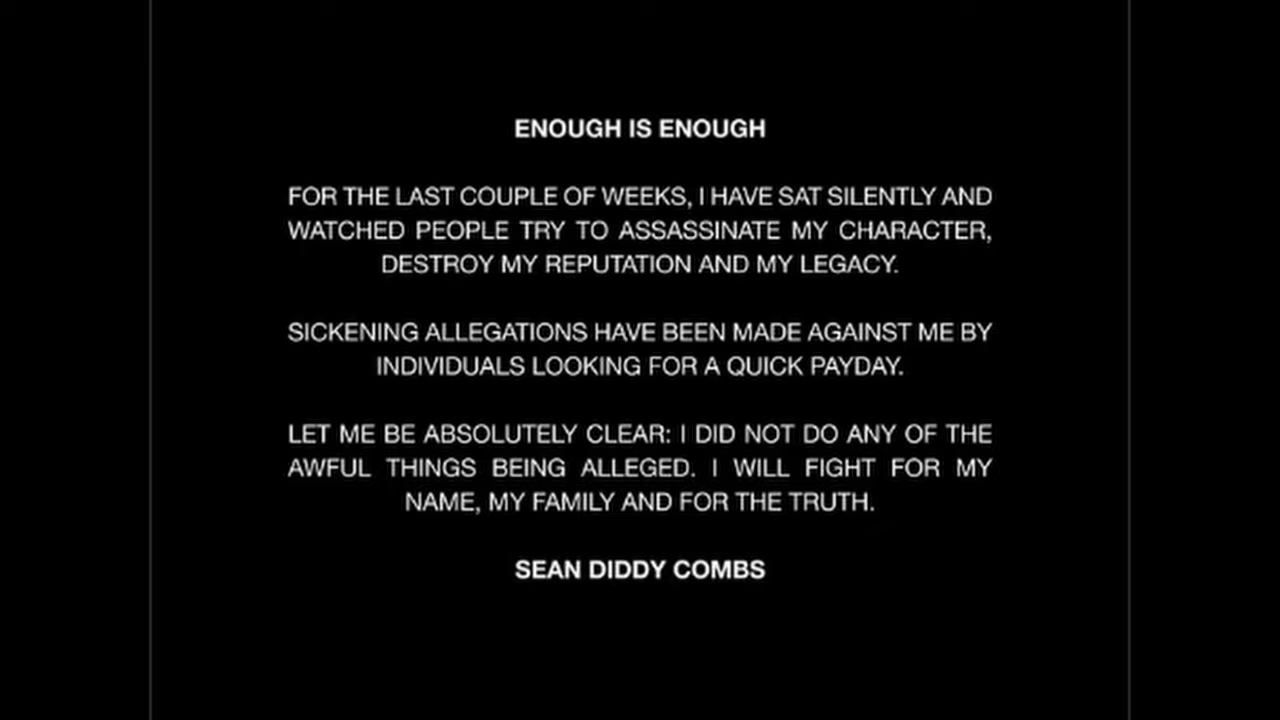 ENOUGH IS ENOUGH
FOR THE LAST COUPLE OF WEEKS, I HAVE SAT SILENTLY AND
WATCHED PEOPLE TRY TO ASSASSINATE MY CHARACTER,
DESTROY MY REPUTATION AND MY LEGACY.
SICKENING ALLEGATIONS HAVE BEEN MADE AGAINST ME BY
INDIVIDUALS LOOKING FOR A QUICK PAYDAY.
LET ME BE ABSOLUTELY CLEAR: I DID NOT DO ANY OF THE
AWFUL THINGS BEING ALLEGED. I WILL FIGHT FOR MY
NAME, MY FAMILY AND FOR THE TRUTH.
SEAN DIDDY COMBS